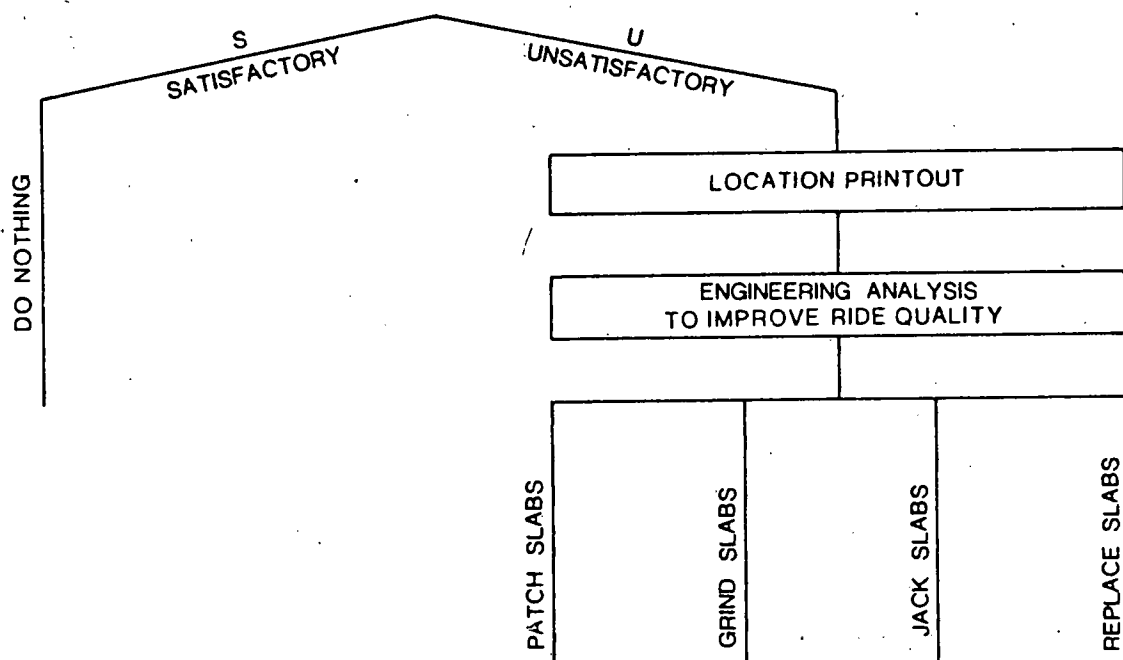 S
SATISFACTORY
U
UNSATISFACTORY
DO NOTHING
LOCATION PRINTOUT
ENGINEERING ANALYSIS
TO IMPROVE RIDE QUALITY
PATCH SLABS
GRIND SLABS
JACK SLABS
REPLACE SLABS